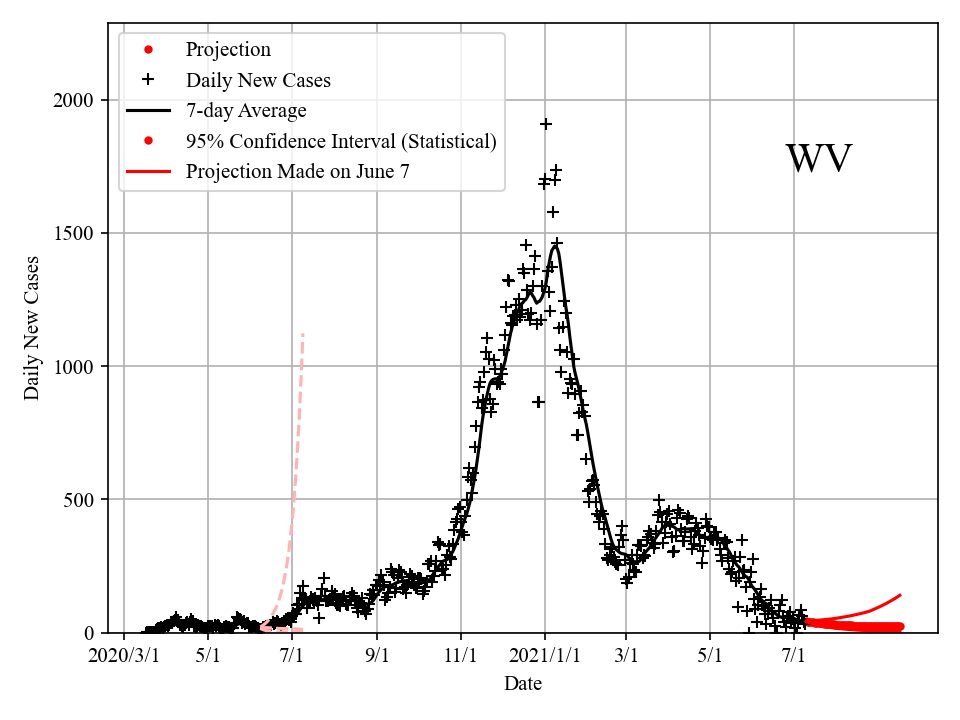 Projection
Daily New Cases
7-day Average
95% Confidence Interval (Statistical)
Projection Made on June 7
WV
Daily New Cases
2000
1500
1000
500
0
2020/3/1 5/1 7/1 9/1 11/1 2021/1/1 3/1 5/1 7/1
Date